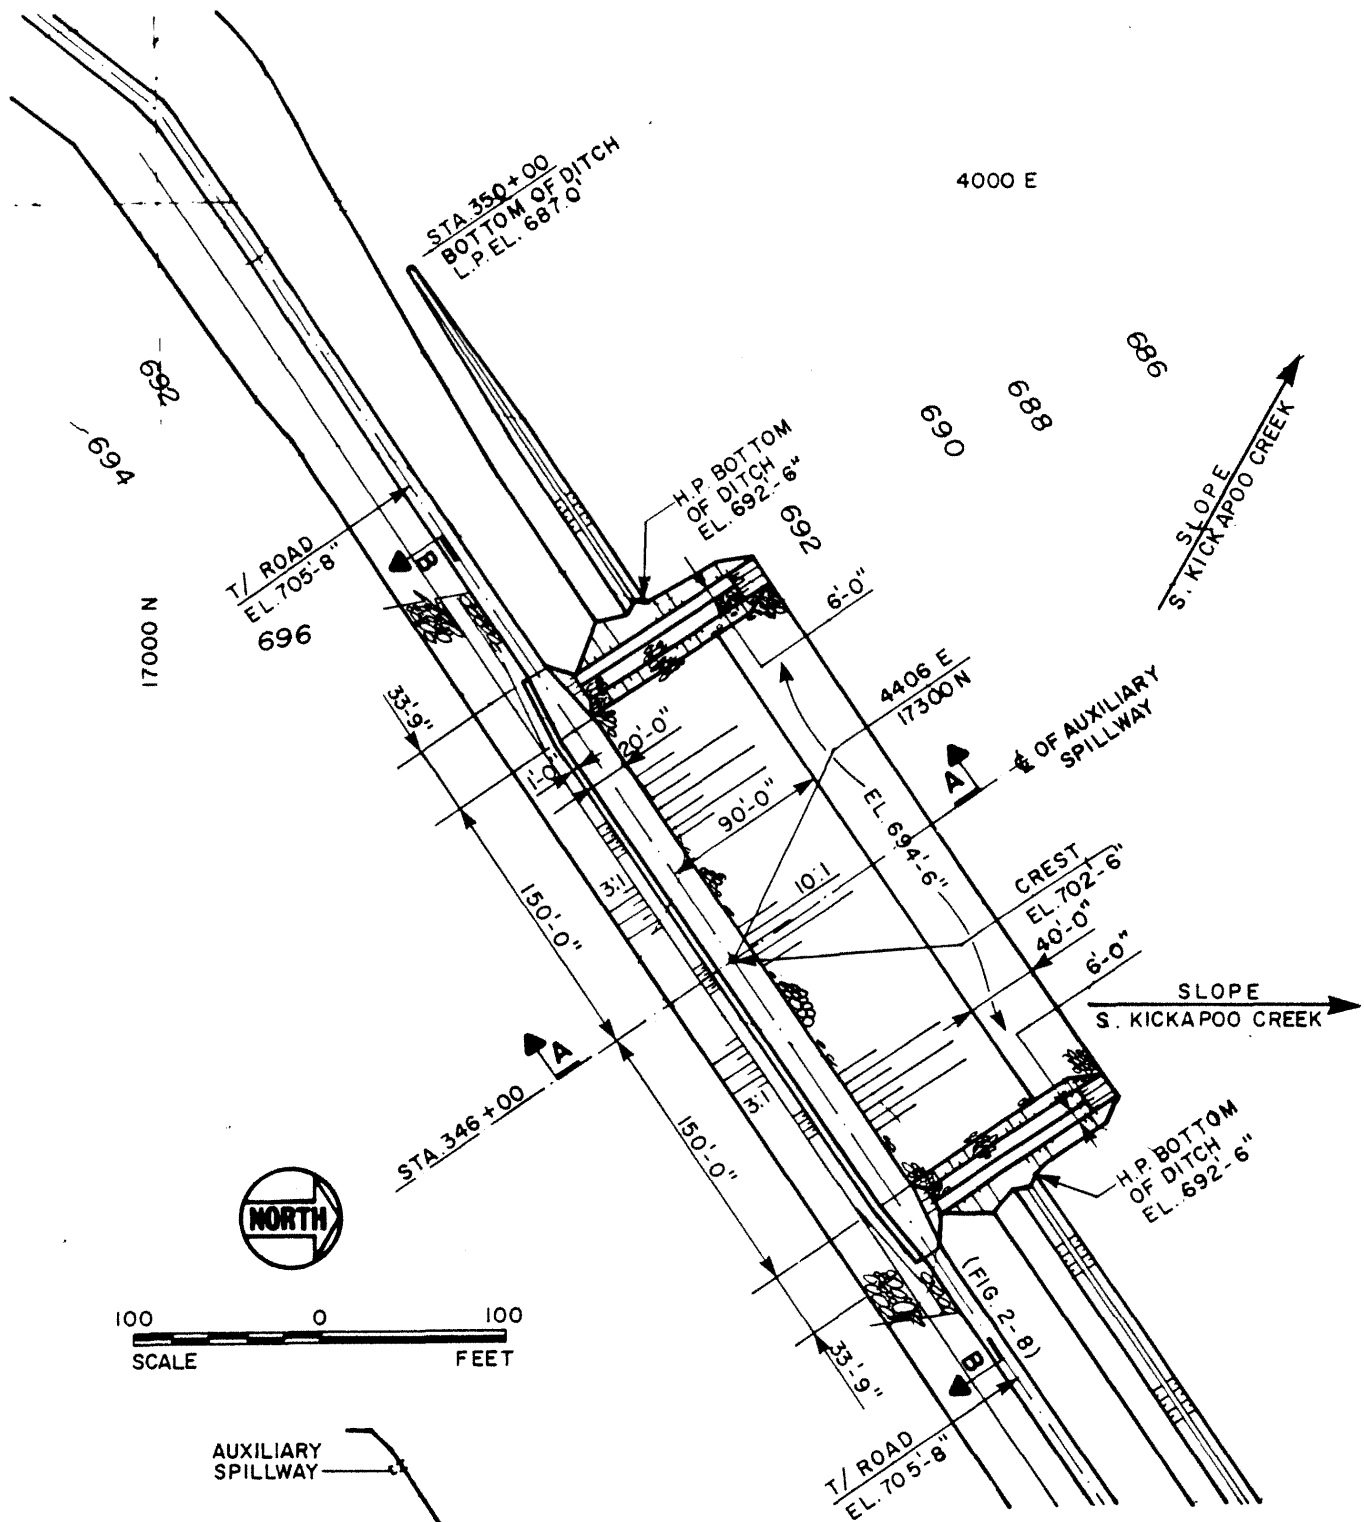 STA. 350+00
BOTTOM OF DITCH
L.P. EL. 687.0'
4000 E
686
688
690
692
692
694
696
SLOPE
S. KICKAPOO CREEK
H.P. BOTTOM
OF DITCH
EL. 692'-6"
T/ ROAD
EL. 705'-8"
B
17000 N
6'-0"
4406 E
17300 N
℄ OF AUXILIARY
SPILLWAY
A
33'-9"
1'-0"
20'-0"
90'-0"
EL. 694'-6"
10:1
3:1
CREST
EL. 702'-6"
40'-0"
6'-0"
150'-0"
SLOPE
S. KICKAPOO CREEK
A
STA. 346+00
3:1
150'-0"
H.P. BOTTOM
OF DITCH
EL. 692'-6"
NORTH
(FIG. 2-8)
B
33'-9"
100 0 100
SCALE FEET
T/ ROAD
EL. 705'-8"
AUXILIARY
SPILLWAY